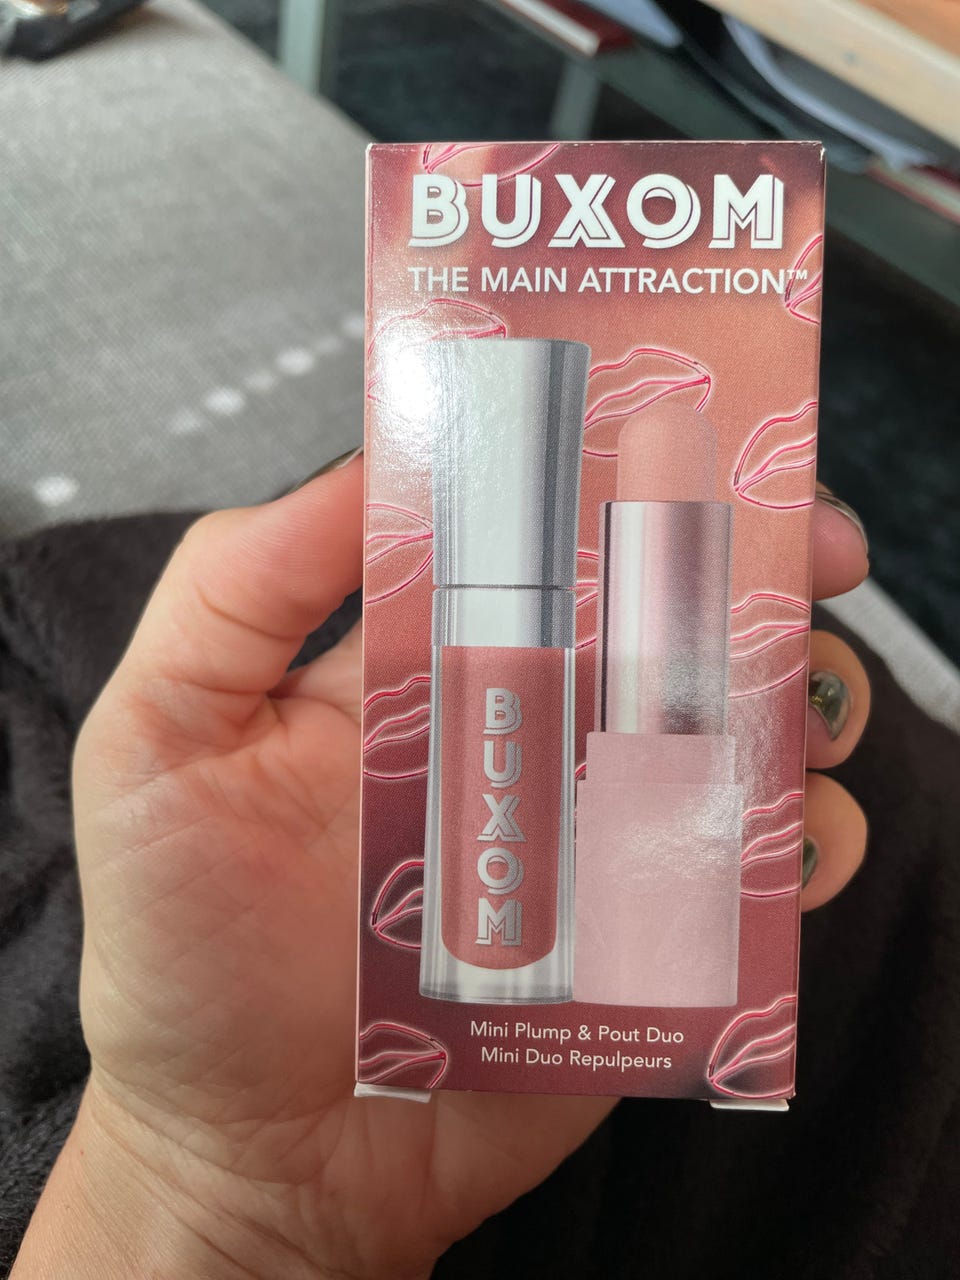 BUXOM
THE MAIN ATTRACTION™
BUXOM
Mini Plump & Pout Duo
Mini Duo Repulpeurs